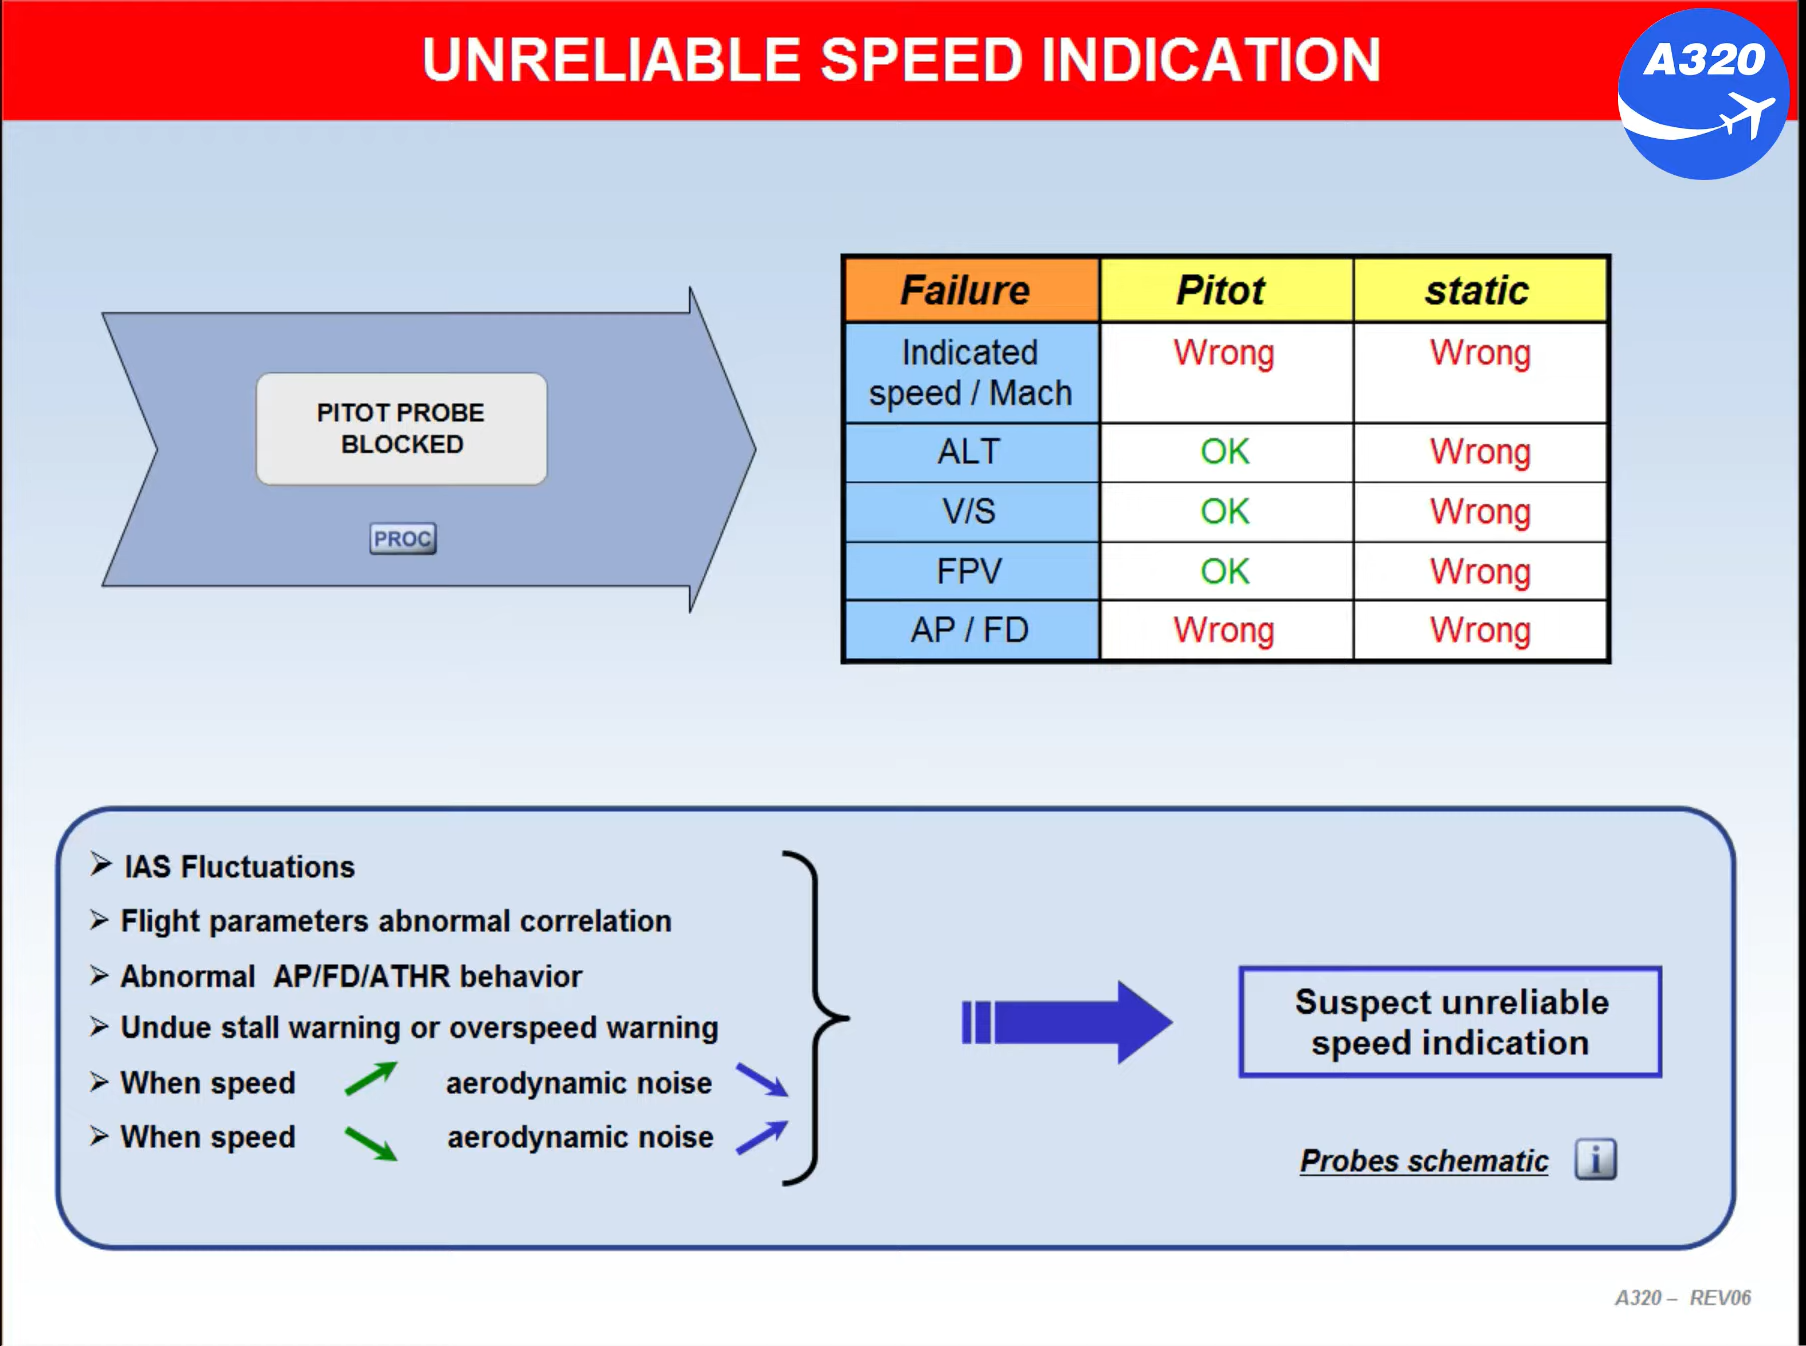 UNRELIABLE SPEED INDICATION
A320
PITOT PROBE
BLOCKED
PROC
Failure Pitot static
Indicated speed / Mach Wrong Wrong
ALT OK Wrong
V/S OK Wrong
FPV OK Wrong
AP / FD Wrong Wrong
IAS Fluctuations
Flight parameters abnormal correlation
Abnormal AP/FD/ATHR behavior
Undue stall warning or overspeed warning
When speed aerodynamic noise
When speed aerodynamic noise
Suspect unreliable
speed indication
Probes schematic i
A320 – REV06